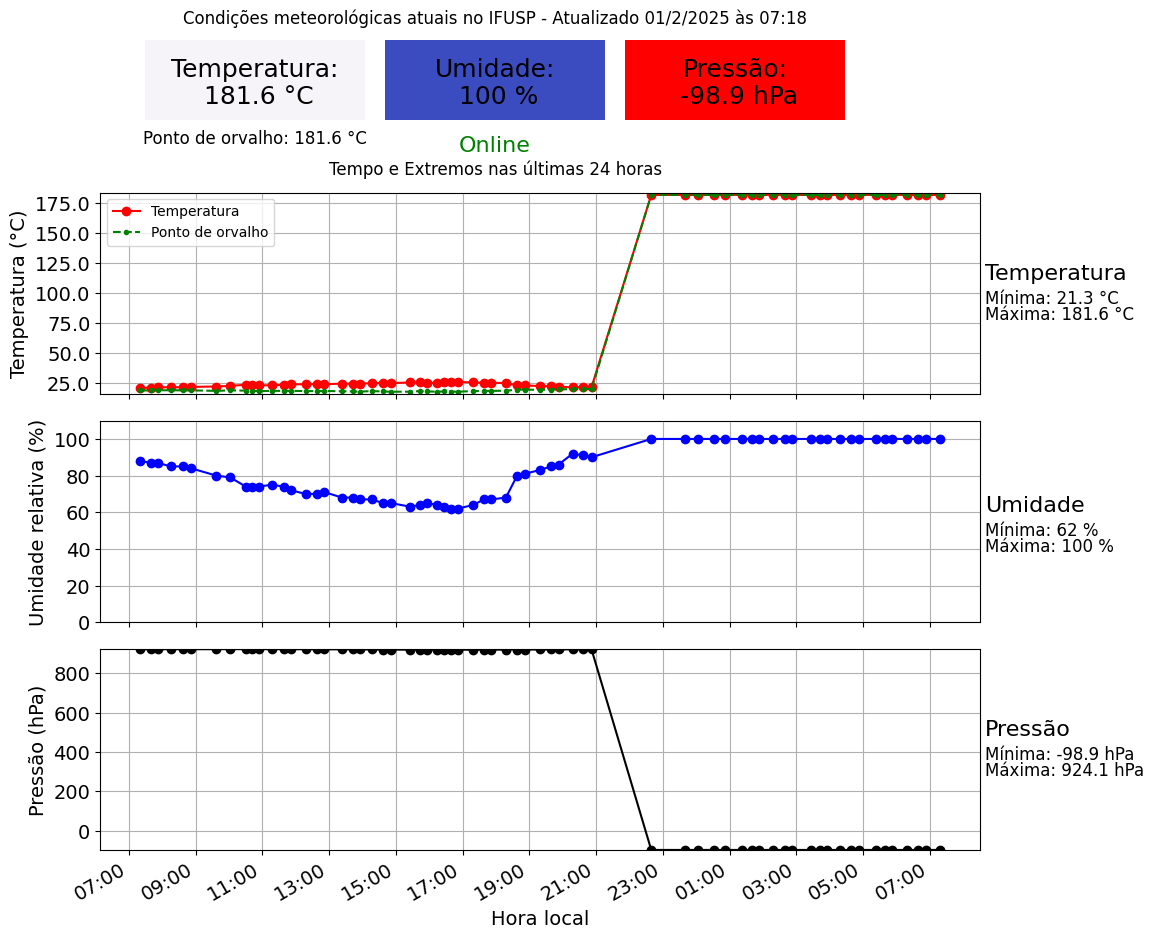 Condições meteorológicas atuais no IFUSP - Atualizado 01/2/2025 às 07:18
Temperatura:
181.6 °C
Umidade:
100 %
Pressão:
-98.9 hPa
Ponto de orvalho: 181.6 °C
Online
Tempo e Extremos nas últimas 24 horas
Temperatura (°C)
175.0
150.0
125.0
100.0
75.0
50.0
25.0
Temperatura
Ponto de orvalho
Temperatura
Mínima: 21.3 °C
Máxima: 181.6 °C
Umidade relativa (%)
100
80
60
40
20
0
Umidade
Mínima: 62 %
Máxima: 100 %
Pressão (hPa)
800
600
400
200
0
Pressão
Mínima: -98.9 hPa
Máxima: 924.1 hPa
07:00
09:00
11:00
13:00
15:00
17:00
19:00
21:00
23:00
01:00
03:00
05:00
07:00
Hora local